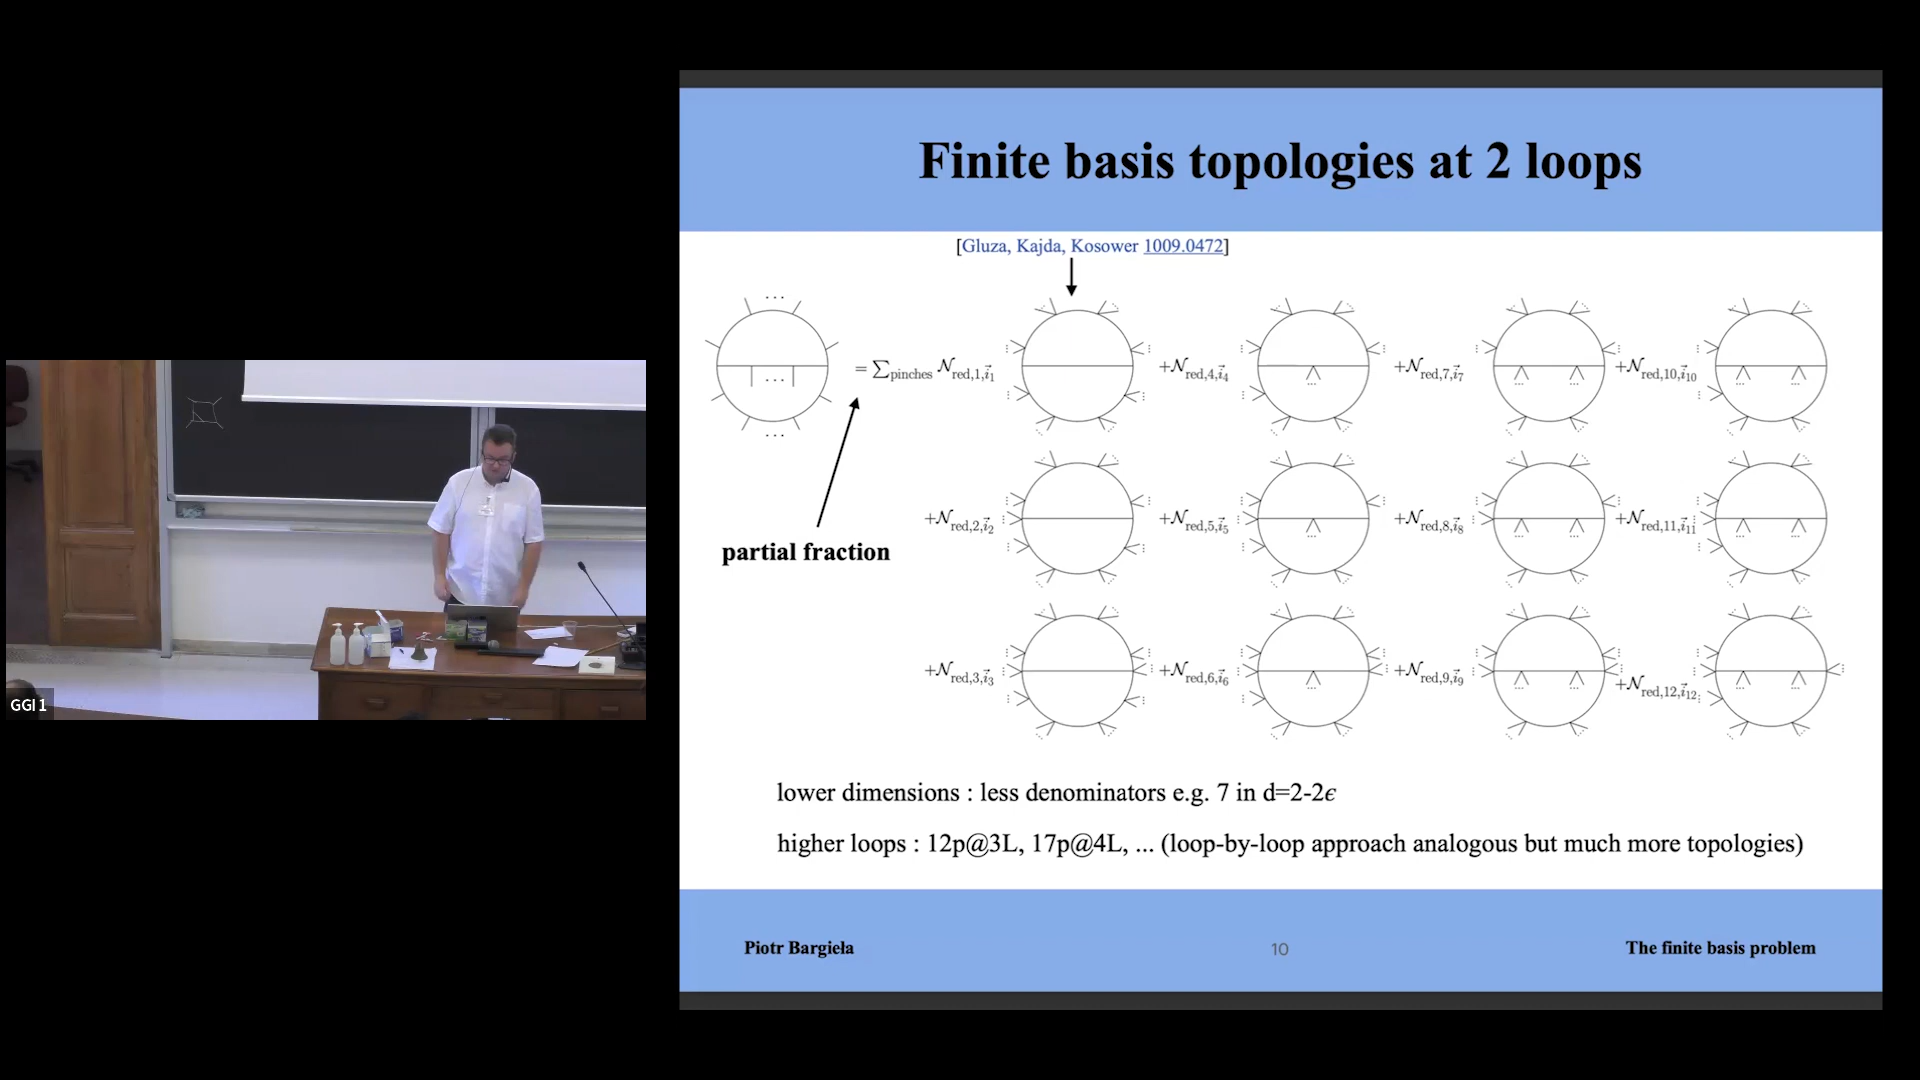 Finite basis topologies at 2 loops
[Gluza, Kajda, Kosower 1009.0472]
= ∑pinches 𝒩red,1,i⃗1 +𝒩red,4,i⃗4 +𝒩red,7,i⃗7 +𝒩red,10,i⃗10
partial fraction
+𝒩red,2,i⃗2 +𝒩red,5,i⃗5 +𝒩red,8,i⃗8 +𝒩red,11,i⃗11
+𝒩red,3,i⃗3 +𝒩red,6,i⃗6 +𝒩red,9,i⃗9 +𝒩red,12,i⃗12
lower dimensions : less denominators e.g. 7 in d=2-2ϵ
higher loops : 12p@3L, 17p@4L, ... (loop-by-loop approach analogous but much more topologies)
Piotr Bargieła 10 The finite basis problem
GGI 1